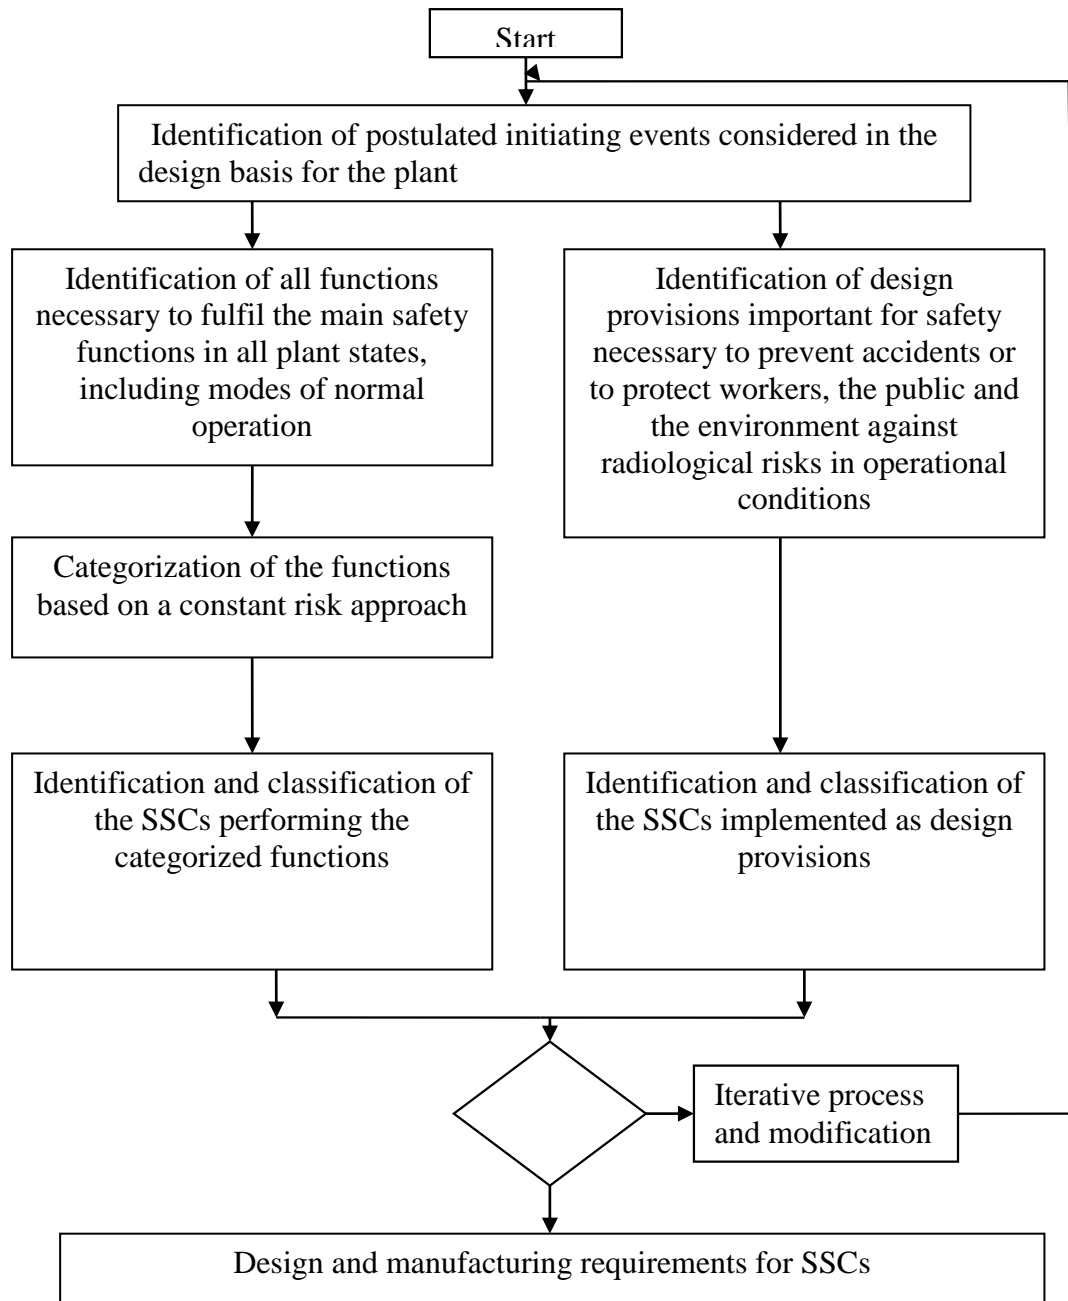 Start
Identification of postulated initiating events considered in the
design basis for the plant
Identification of all functions
necessary to fulfil the main safety
functions in all plant states,
including modes of normal
operation
Identification of design
provisions important for safety
necessary to prevent accidents or
to protect workers, the public and
the environment against
radiological risks in operational
conditions
Categorization of the functions
based on a constant risk approach
Identification and classification of
the SSCs performing the
categorized functions
Identification and classification of
the SSCs implemented as design
provisions
Iterative process
and modification
Design and manufacturing requirements for SSCs